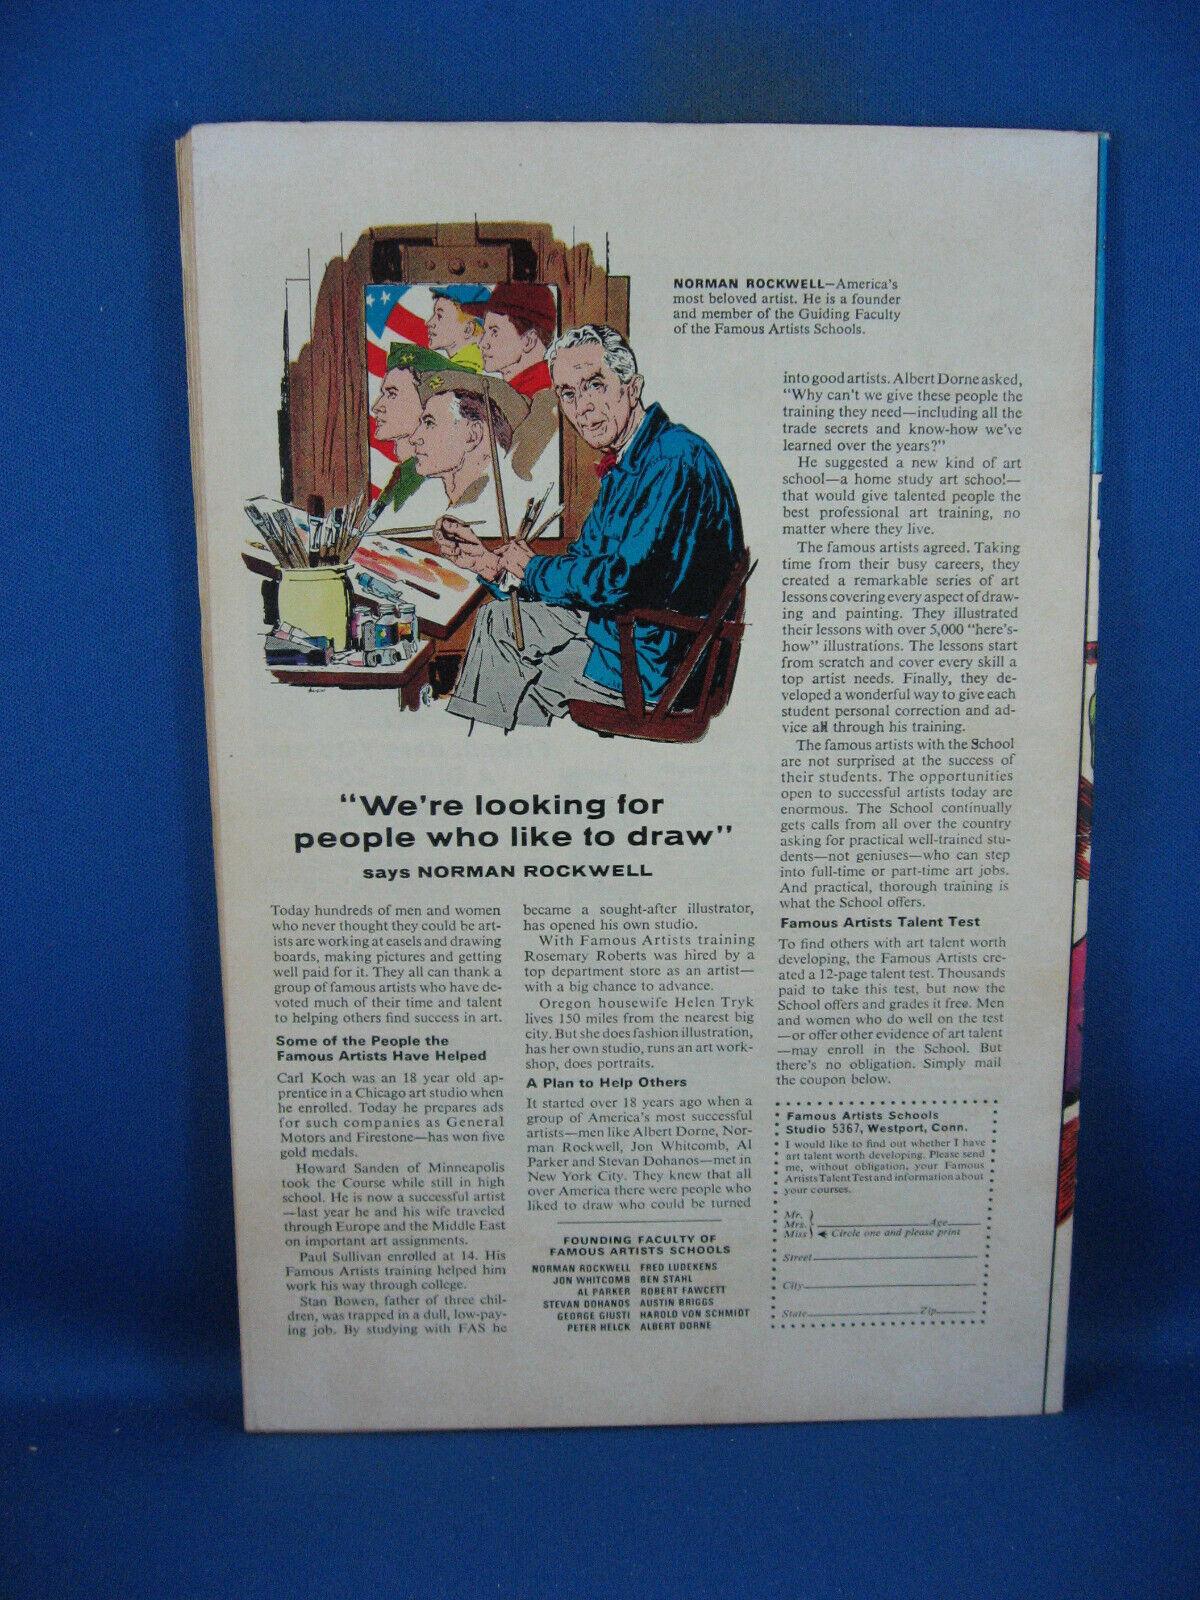 NORMAN ROCKWELL—America's
most beloved artist. He is a founder
and member of the Guiding Faculty
of the Famous Artists Schools.
"We're looking for
people who like to draw"
says NORMAN ROCKWELL
Today hundreds of men and women
who never thought they could be art-
ists are working at easels and drawing
boards, making pictures and getting
well paid for it. They all can thank a
group of famous artists who have de-
voted much of their time and talent
to helping others find success in art.
Some of the People the
Famous Artists Have Helped
Carl Koch was an 18 year old ap-
prentice in a Chicago art studio when
he enrolled. Today he prepares ads
for such companies as General
Motors and Firestone—has won five
gold medals.
Howard Sanden of Minneapolis
took the Course while still in high
school. He is now a successful artist
—last year he and his wife traveled
through Europe and the Middle East
on important art assignments.
Paul Sullivan enrolled at 14. His
Famous Artists training helped him
work his way through college.
Stan Bowen, father of three chil-
dren, was trapped in a dull, low-pay-
ing job. By studying with FAS he
became a sought-after illustrator,
has opened his own studio.
With Famous Artists training
Rosemary Roberts was hired by a
top department store as an artist—
with a big chance to advance.
Oregon housewife Helen Tryk
lives 150 miles from the nearest big
city. But she does fashion illustration,
has her own studio, runs an art work-
shop, does portraits.
A Plan to Help Others
It started over 18 years ago when a
group of America's most successful
artists—men like Albert Dorne, Nor-
man Rockwell, Jon Whitcomb, Al
Parker and Stevan Dohanos—met in
New York City. They knew that all
over America there were people who
liked to draw who could be turned
FOUNDING FACULTY OF
FAMOUS ARTISTS SCHOOLS
NORMAN ROCKWELL FRED LUDEKENS
JON WHITCOMB BEN STAHL
AL PARKER ROBERT FAWCETT
STEVAN DOHANOS AUSTIN BRIGGS
GEORGE GIUSTI HAROLD VON SCHMIDT
PETER HELCK ALBERT DORNE
into good artists. Albert Dorne asked,
"Why can't we give these people the
training they need—including all the
trade secrets and know-how we've
learned over the years?"
He suggested a new kind of art
school—a home study art school—
that would give talented people the
best professional art training, no
matter where they live.
The famous artists agreed. Taking
time from their busy careers, they
created a remarkable series of art
lessons covering every aspect of draw-
ing and painting. They illustrated
their lessons with over 5,000 "here's-
how" illustrations. The lessons start
from scratch and cover every skill a
top artist needs. Finally, they de-
veloped a wonderful way to give each
student personal correction and ad-
vice all through his training.
The famous artists with the School
are not surprised at the success of
their students. The opportunities
open to successful artists today are
enormous. The School continually
gets calls from all over the country
asking for practical well-trained stu-
dents—not geniuses—who can step
into full-time or part-time art jobs.
And practical, thorough training is
what the School offers.
Famous Artists Talent Test
To find others with art talent worth
developing, the Famous Artists cre-
ated a 12-page talent test. Thousands
paid to take this test, but now the
School offers and grades it free. Men
and women who do well on the test
—or offer other evidence of art talent
—may enroll in the School. But
there's no obligation. Simply mail
the coupon below.
Famous Artists Schools
Studio 5367, Westport, Conn.
I would like to find out whether I have
art talent worth developing. Please send
me, without obligation, your Famous
Artists Talent Test and information about
your courses.
Mr.
Mrs. Age
Miss Circle one and please print
Street
City
State Zip